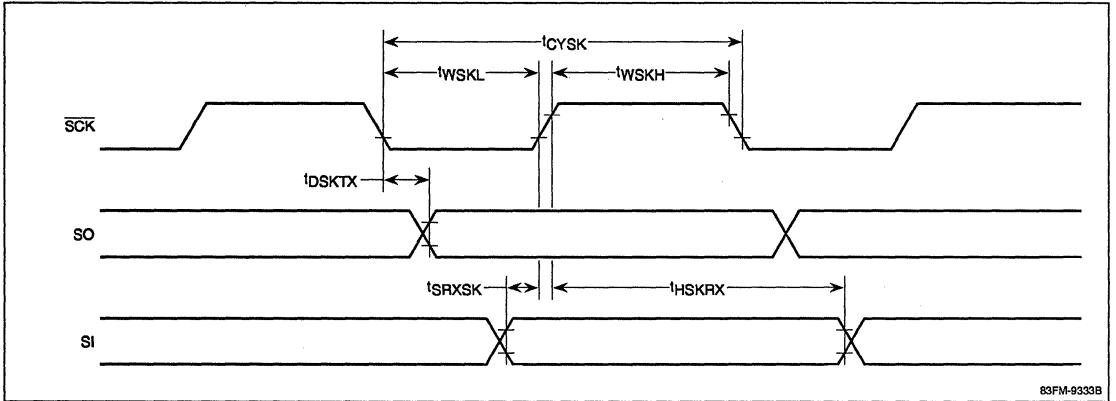 tCYSK
tWSKL
tWSKH
SCK
tDSKTX
SO
tSRXSK
tHSKRX
SI
83FM-9333B